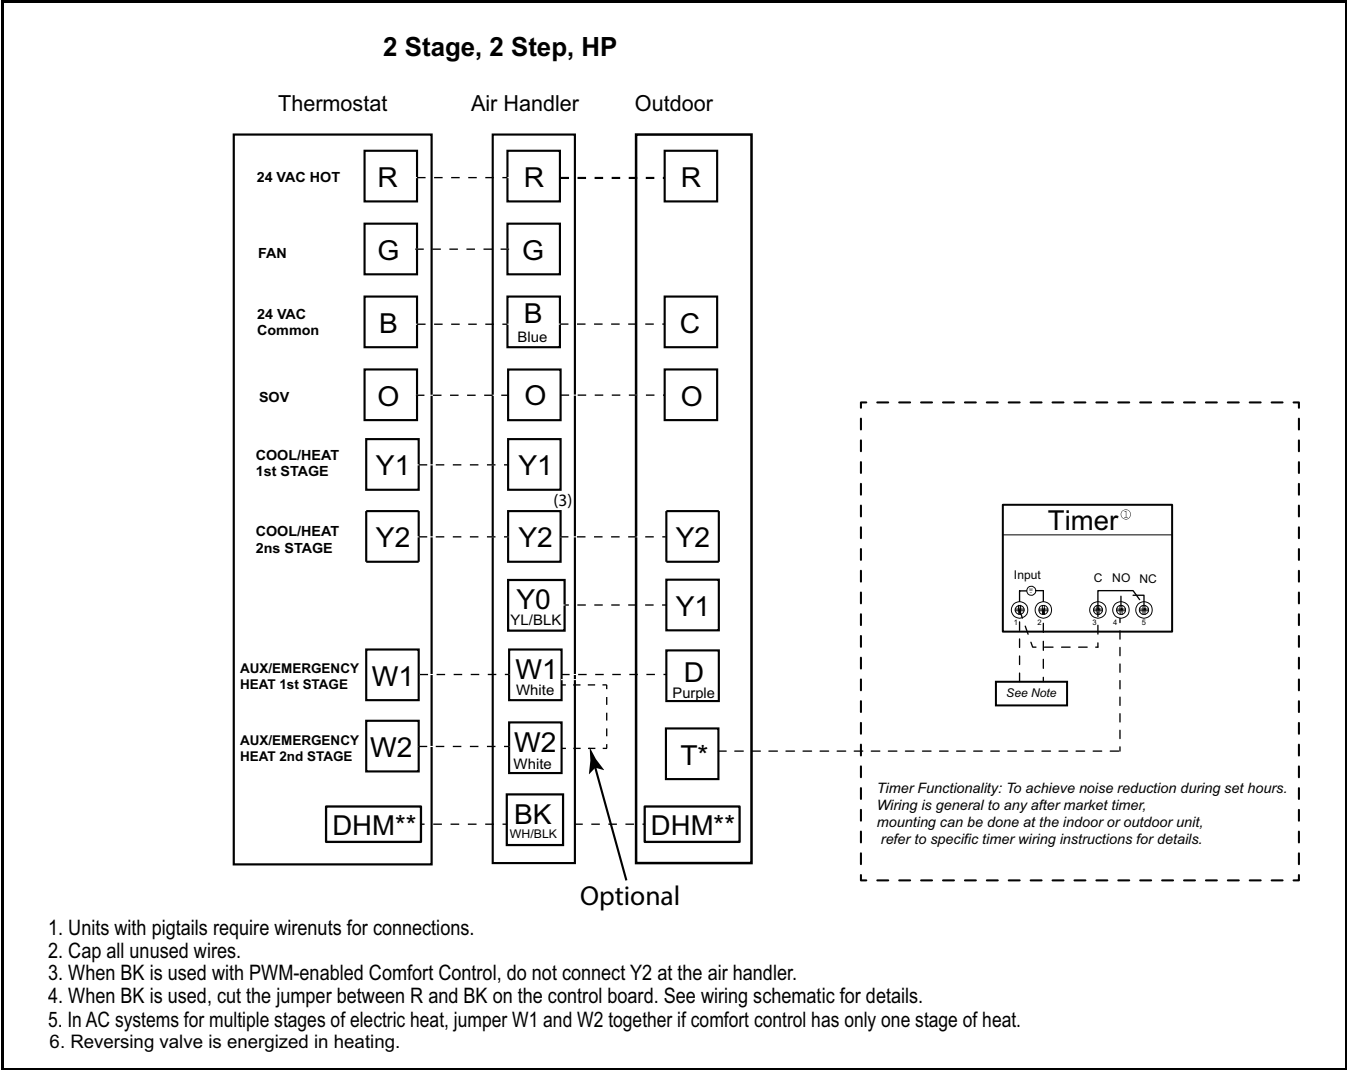 2 Stage, 2 Step, HP
Thermostat Air Handler Outdoor
24 VAC HOT R R R
FAN G G
24 VAC
Common B B C
Blue
SOV O O O
COOL/HEAT
1st STAGE Y1 Y1
(3)
COOL/HEAT
2ns STAGE Y2 Y2 Y2
Y0 Y1
YL/BLK
AUX/EMERGENCY
HEAT 1st STAGE W1 W1 D
White Purple
AUX/EMERGENCY
HEAT 2nd STAGE W2 W2 T*
White
DHM** BK DHM**
WH/BLK
Optional
Timer①
Input C NO NC
1 2 3 4 5
See Note
Timer Functionality: To achieve noise reduction during set hours.
Wiring is general to any after market timer,
mounting can be done at the indoor or outdoor unit,
refer to specific timer wiring instructions for details.
1. Units with pigtails require wirenuts for connections.
2. Cap all unused wires.
3. When BK is used with PWM-enabled Comfort Control, do not connect Y2 at the air handler.
4. When BK is used, cut the jumper between R and BK on the control board. See wiring schematic for details.
5. In AC systems for multiple stages of electric heat, jumper W1 and W2 together if comfort control has only one stage of heat.
6. Reversing valve is energized in heating.